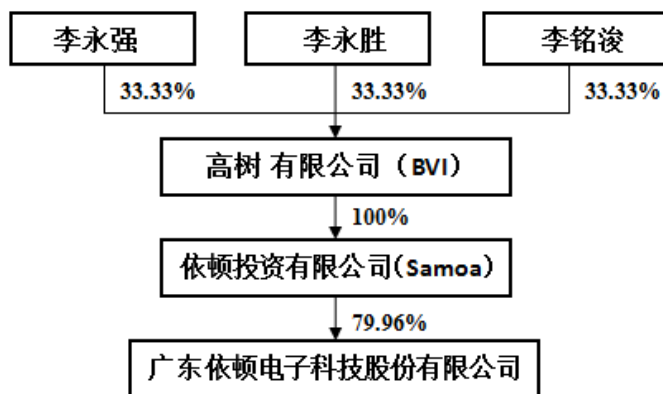 李永强 李永胜 李铭浚
33.33% 33.33% 33.33%
高树 有限公司（BVI）
100%
依顿投资有限公司(Samoa)
79.96%
广东依顿电子科技股份有限公司